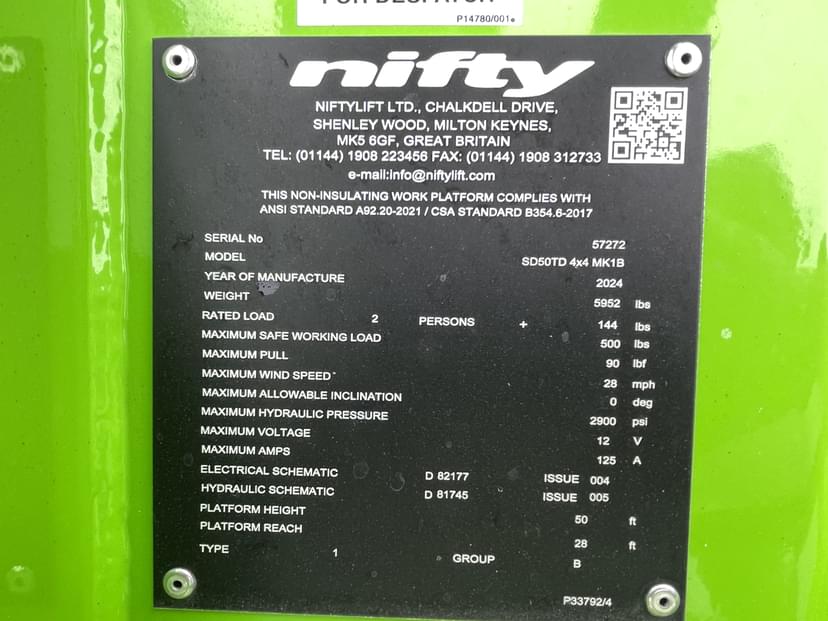 P14780/001
nifty
NIFTYLIFT LTD., CHALKDELL DRIVE,
SHENLEY WOOD, MILTON KEYNES,
MK5 6GF, GREAT BRITAIN
TEL: (01144) 1908 223456 FAX: (01144) 1908 312733
e-mail:info@niftylift.com
THIS NON-INSULATING WORK PLATFORM COMPLIES WITH
ANSI STANDARD A92.20-2021 / CSA STANDARD B354.6-2017
SERIAL No 57272
MODEL SD50TD 4x4 MK1B
YEAR OF MANUFACTURE 2024
WEIGHT 5952 lbs
RATED LOAD 2 PERSONS + 144 lbs
MAXIMUM SAFE WORKING LOAD 500 lbs
MAXIMUM PULL 90 lbf
MAXIMUM WIND SPEED 28 mph
MAXIMUM ALLOWABLE INCLINATION 0 deg
MAXIMUM HYDRAULIC PRESSURE 2900 psi
MAXIMUM VOLTAGE 12 V
MAXIMUM AMPS 125 A
ELECTRICAL SCHEMATIC D 82177 ISSUE 004
HYDRAULIC SCHEMATIC D 81745 ISSUE 005
PLATFORM HEIGHT 50 ft
PLATFORM REACH 28 ft
TYPE 1 GROUP B
P33792/4